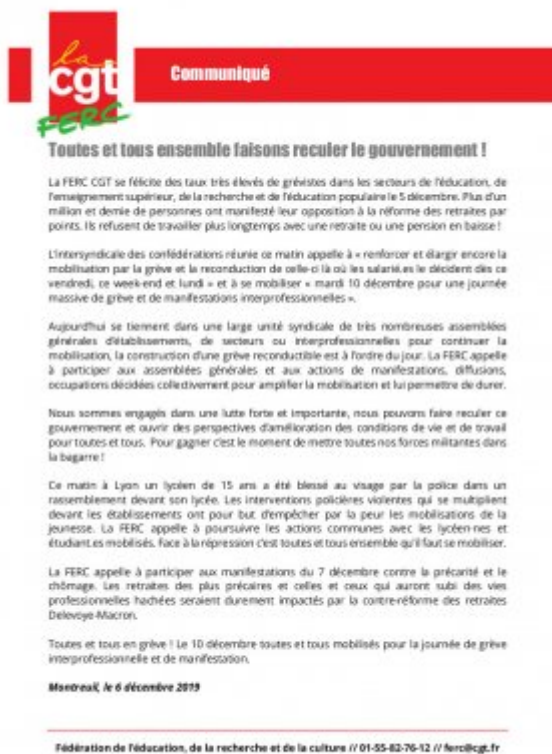 la
cgt
FERC
Communiqué
Toutes et tous ensemble faisons reculer le gouvernement !
La FERC CGT se félicite des taux très élevés de grévistes dans les secteurs de l'éducation, de
l'enseignement supérieur, de la recherche et de l'éducation populaire le 5 décembre. Plus d'un
million et demie de personnes ont manifesté leur opposition à la réforme des retraites par
points. Ils refusent de travailler plus longtemps avec une retraite ou une pension en baisse !
L'intersyndicale des confédérations réunie ce matin appelle à « renforcer et élargir encore la
mobilisation par la grève et la reconduction de celle-ci là où les salarié.es le décident dès ce
vendredi, ce week-end et lundi » et à se mobiliser « mardi 10 décembre pour une journée
massive de grève et de manifestations interprofessionnelles ».
Aujourd'hui se tiennent dans une large unité syndicale de très nombreuses assemblées
générales d'établissements, de secteurs ou interprofessionnelles pour continuer la
mobilisation, la construction d'une grève reconductible est à l'ordre du jour. La FERC appelle
à participer aux assemblées générales et aux actions de manifestations, diffusions,
occupations décidées collectivement pour amplifier la mobilisation et lui permettre de durer.
Nous sommes engagés dans une lutte forte et importante, nous pouvons faire reculer ce
gouvernement et ouvrir des perspectives d'amélioration des conditions de vie et de travail
pour toutes et tous. Pour gagner c'est le moment de mettre toutes nos forces militantes dans
la bagarre !
Ce matin à Lyon un lycéen de 15 ans a été blessé au visage par la police dans un
rassemblement devant son lycée. Les interventions policières violentes qui se multiplient
devant les établissements ont pour but d'empêcher par la peur les mobilisations de la
jeunesse. La FERC appelle à poursuivre les actions communes avec les lycéen-nes et
étudiant.es mobilisés. Face à la répression c'est toutes et tous ensemble qu'il faut se mobiliser.
La FERC appelle à participer aux manifestations du 7 décembre contre la précarité et le
chômage. Les retraites des plus précaires et celles et ceux qui auront subi des vies
professionnelles hachées seraient durement impactés par la contre-réforme des retraites
Delevoye-Macron.
Toutes et tous en grève ! Le 10 décembre toutes et tous mobilisés pour la journée de grève
interprofessionnelle et de manifestation.
Montreuil, le 6 décembre 2019
Fédération de l'éducation, de la recherche et de la culture // 01-55-82-76-12 // ferc@cgt.fr